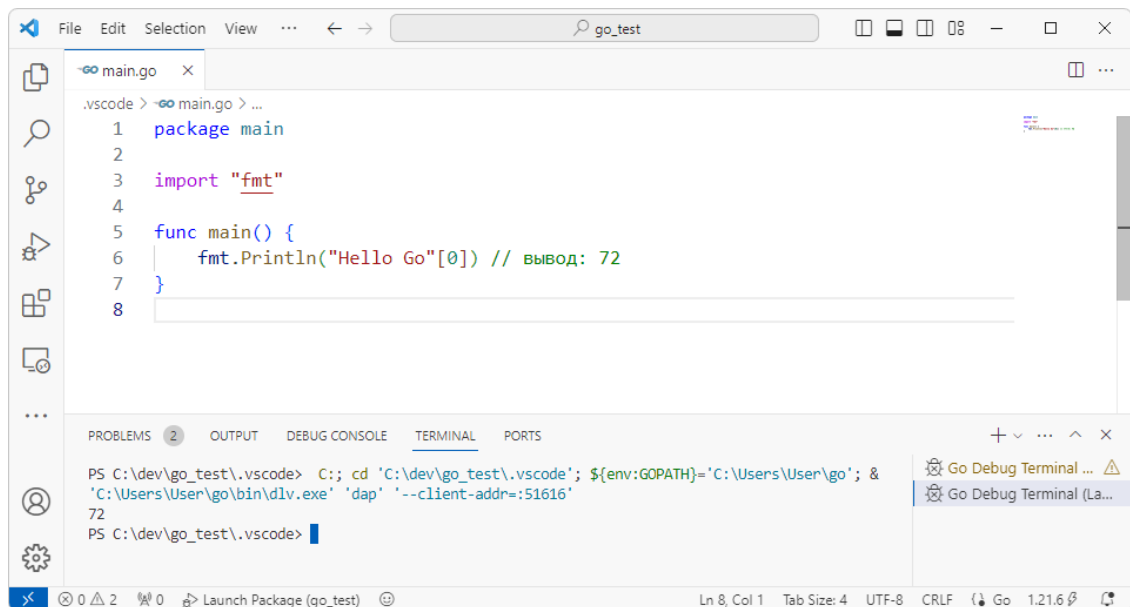 File Edit Selection View ··· ← → go_test
GO main.go ×
.vscode > GO main.go > ...
1 package main
2
3 import "fmt"
4
5 func main() {
6 fmt.Println("Hello Go"[0]) // вывод: 72
7 }
8
PROBLEMS 2 OUTPUT DEBUG CONSOLE TERMINAL PORTS
PS C:\dev\go_test\.vscode> C:; cd 'C:\dev\go_test\.vscode'; ${env:GOPATH}='C:\Users\User\go'; &
'C:\Users\User\go\bin\dlv.exe' 'dap' '--client-addr=:51616'
72
PS C:\dev\go_test\.vscode>
Go Debug Terminal ...
Go Debug Terminal (La...
0 2 0 Launch Package (go_test) Ln 8, Col 1 Tab Size: 4 UTF-8 CRLF Go 1.21.6